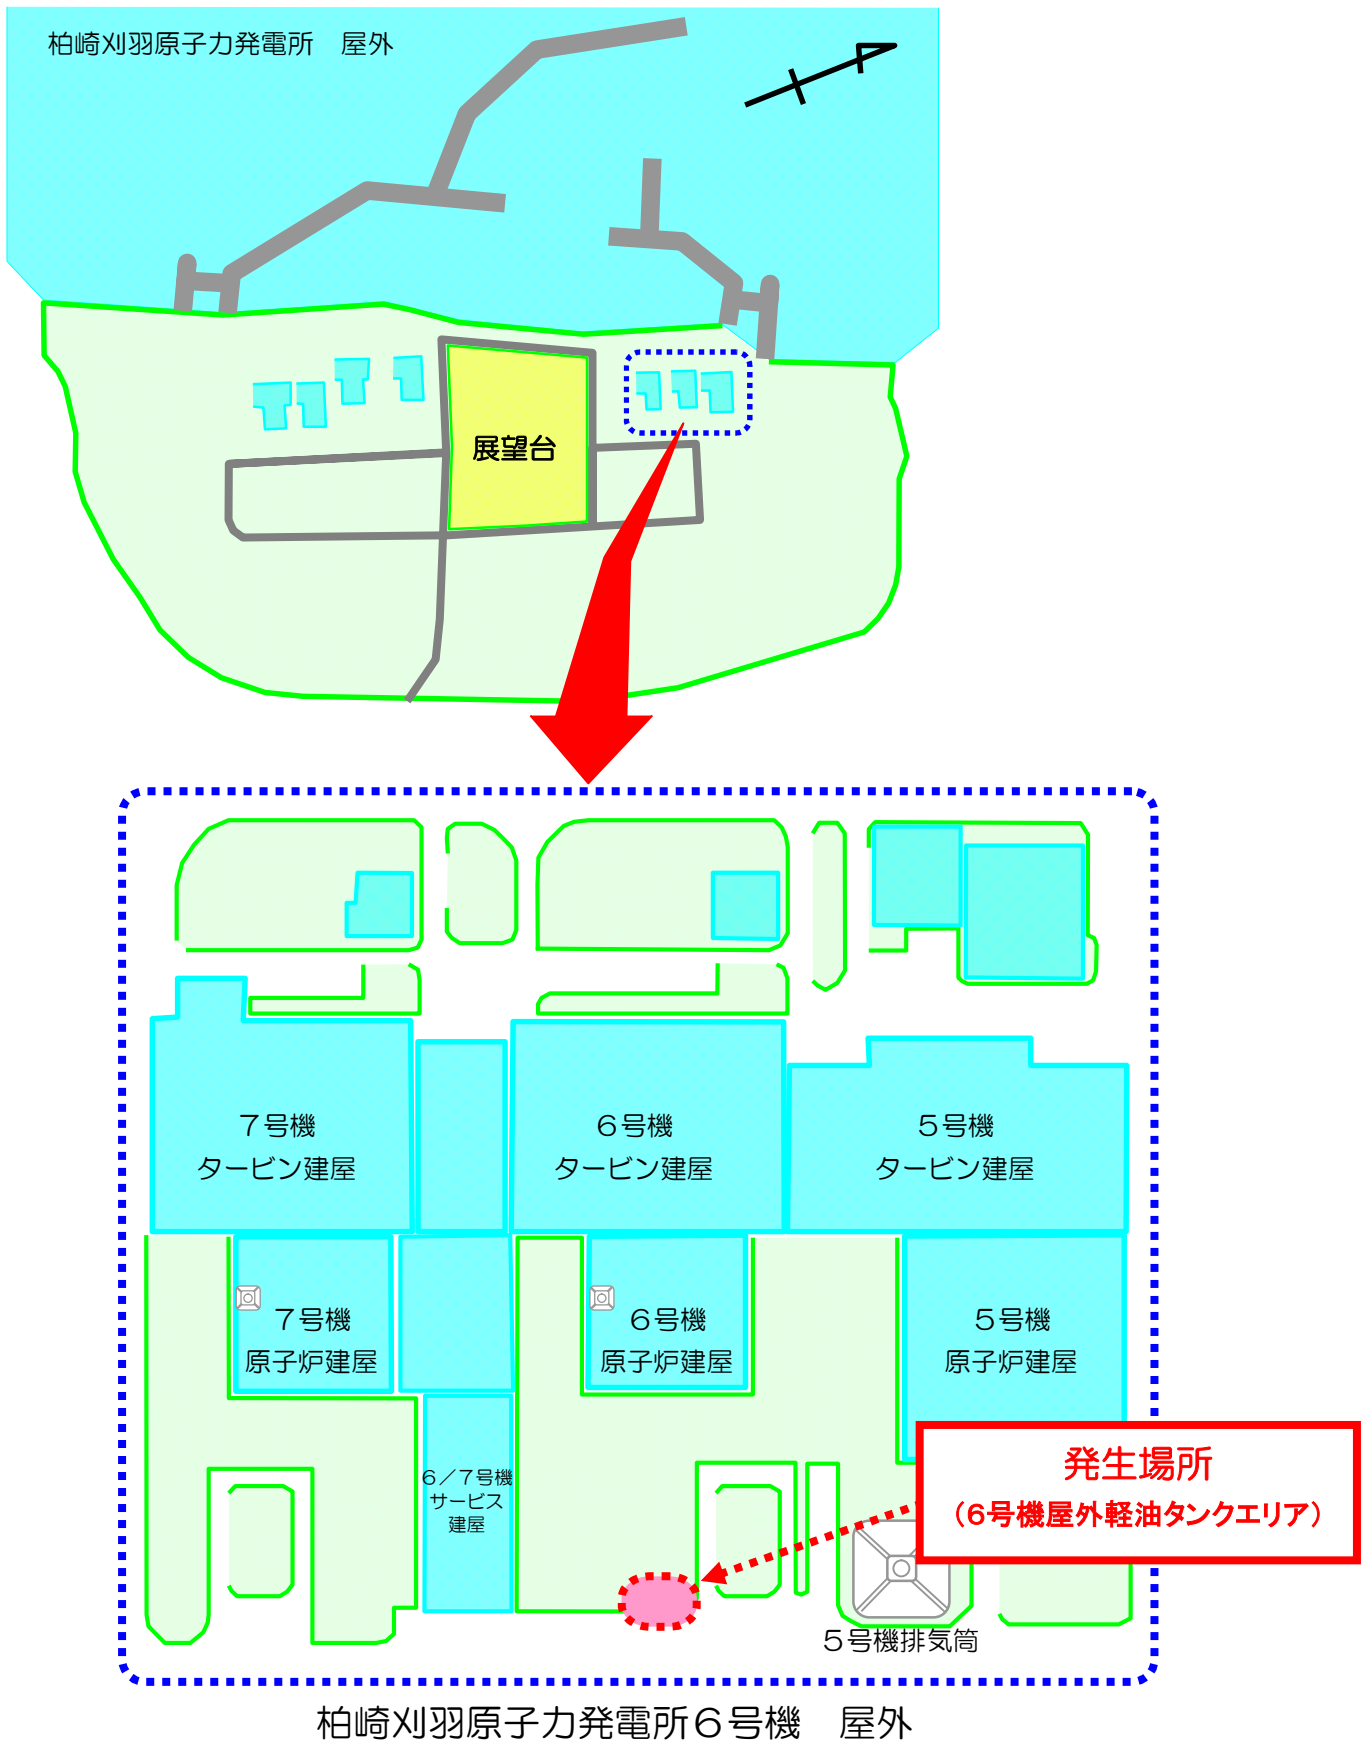 柏崎刈羽原子力発電所　屋外
展望台
７号機
タービン建屋
６号機
タービン建屋
５号機
タービン建屋
７号機
原子炉建屋
６号機
原子炉建屋
５号機
原子炉建屋
６／７号機
サービス
建屋
発生場所
（６号機屋外軽油タンクエリア）
５号機排気筒
柏崎刈羽原子力発電所６号機　屋外